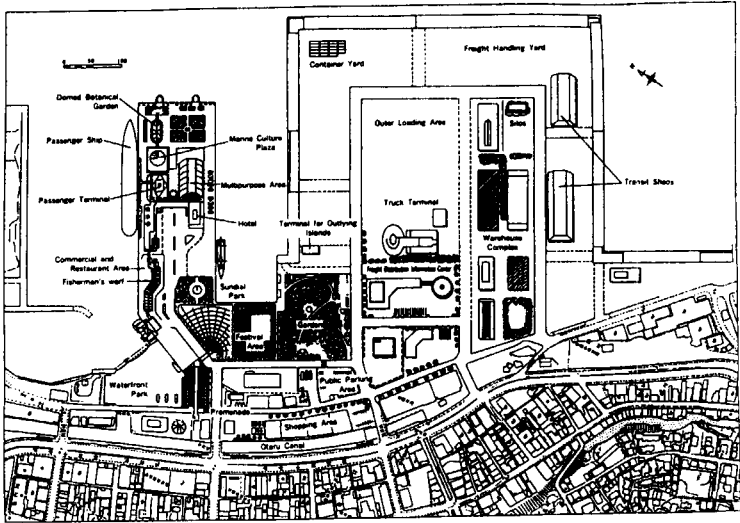 Container Yard
Freight Handling Yard
Domed Botanical
Garden
Passenger Ship
Marine Culture
Plaza
Outer Loading Area
Silos
Transit Sheds
Passenger Terminal
Multipurpose Area
Hotel
Terminal for Outlying
Islands
Truck Terminal
Warehouse
Complex
Commercial and
Restaurant Area
Fisherman's warf
Freight Distribution Information Center
Sundial
Park
Festival
Area
Garden
Waterfront
Park
Public Parking
Area
Promenade
Shopping Area
Otaru Canal